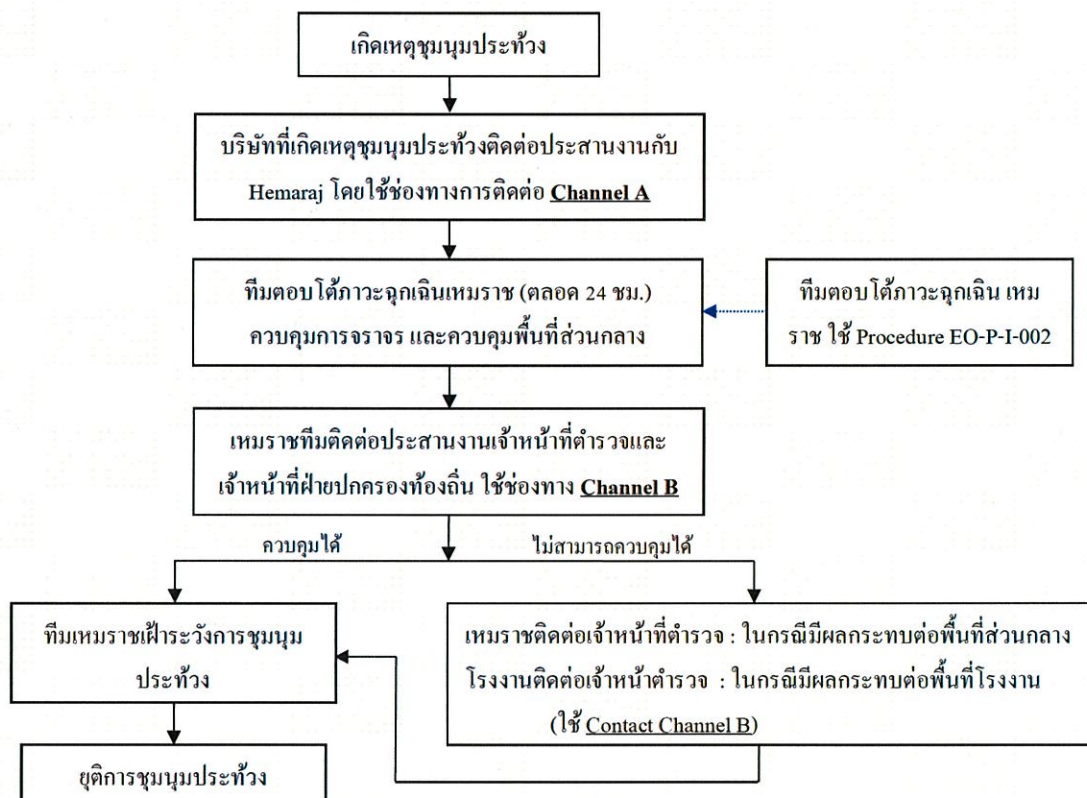 เกิดเหตุชุมนุมประท้วง
บริษัทที่เกิดเหตุชุมนุมประท้วงติดต่อประสานงานกับ
Hemaraj โดยใช้ช่องทางการติดต่อ Channel A
ทีมตอบโต้ภาวะฉุกเฉินเหมราช (ตลอด 24 ชม.)
ควบคุมการจราจร และควบคุมพื้นที่ส่วนกลาง
ทีมตอบโต้ภาวะฉุกเฉิน เหม
ราช ใช้ Procedure EO-P-I-002
เหมราชทีมติดต่อประสานงานเจ้าหน้าที่ตำรวจและ
เจ้าหน้าที่ฝ่ายปกครองท้องถิ่น ใช้ช่องทาง Channel B
ควบคุมได้
ไม่สามารถควบคุมได้
ทีมเหมราชเฝ้าระวังการชุมนุม
ประท้วง
เหมราชติดต่อเจ้าหน้าที่ตำรวจ : ในกรณีมีผลกระทบต่อพื้นที่ส่วนกลาง
โรงงานติดต่อเจ้าหน้าตำรวจ : ในกรณีมีผลกระทบต่อพื้นที่โรงงาน
(ใช้ Contact Channel B)
ยุติการชุมนุมประท้วง